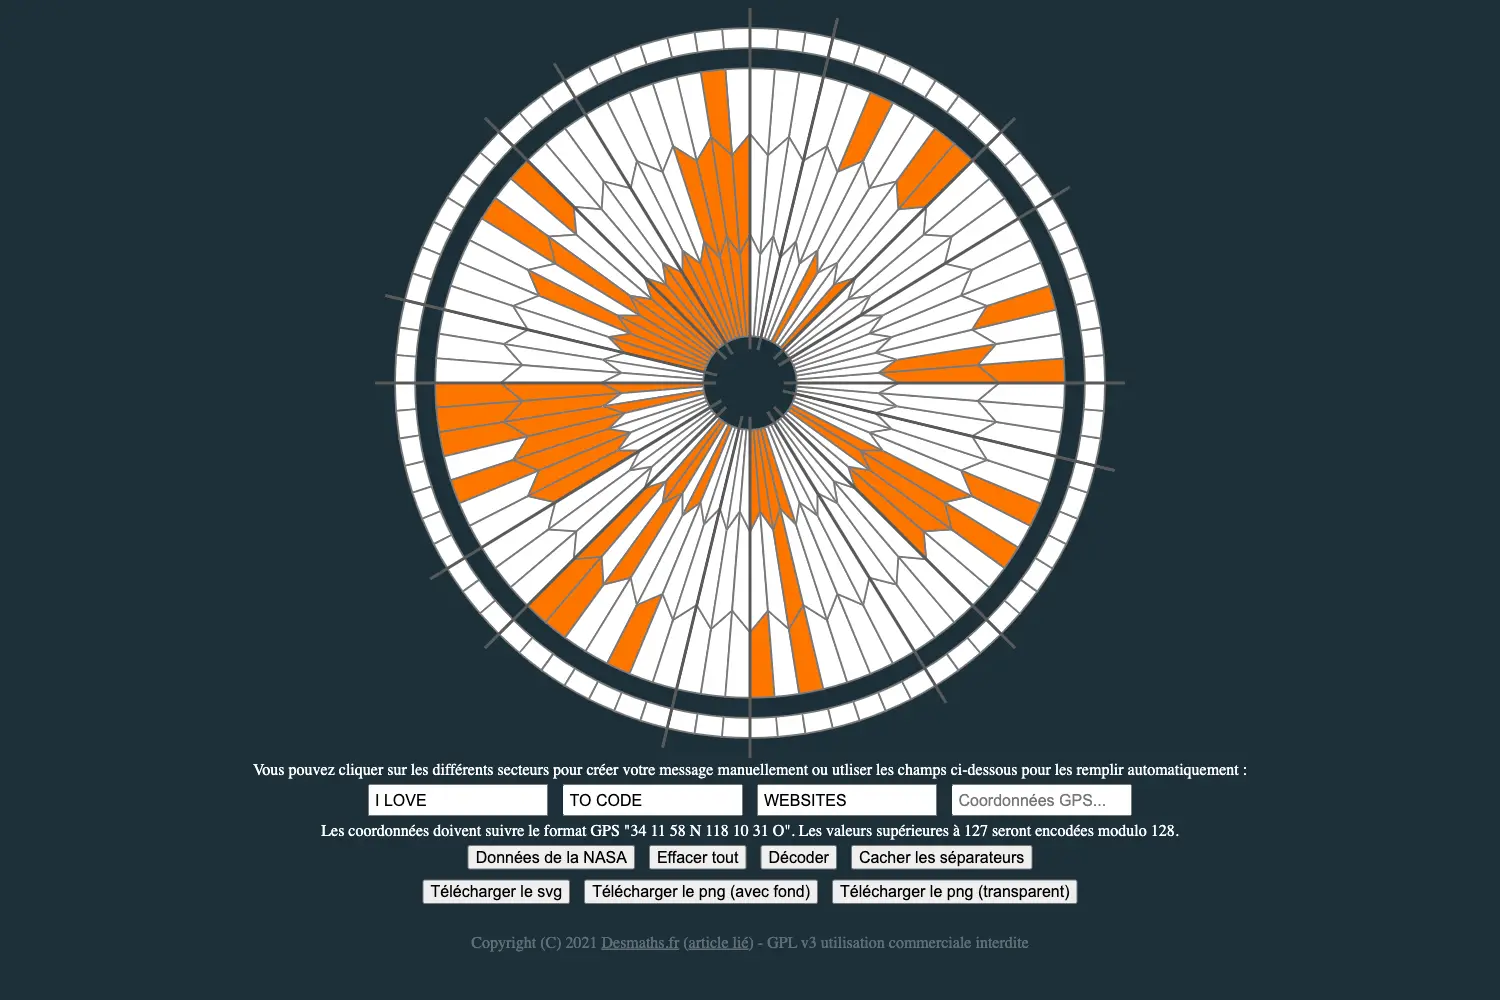 Vous pouvez cliquer sur les différents secteurs pour créer votre message manuellement ou utliser les champs ci-dessous pour les remplir automatiquement :
I LOVE TO CODE WEBSITES Coordonnées GPS...
Les coordonnées doivent suivre le format GPS "34 11 58 N 118 10 31 O". Les valeurs supérieures à 127 seront encodées modulo 128.
Données de la NASA Effacer tout Décoder Cacher les séparateurs
Télécharger le svg Télécharger le png (avec fond) Télécharger le png (transparent)
Copyright (C) 2021 Desmaths.fr (article lié) - GPL v3 utilisation commerciale interdite